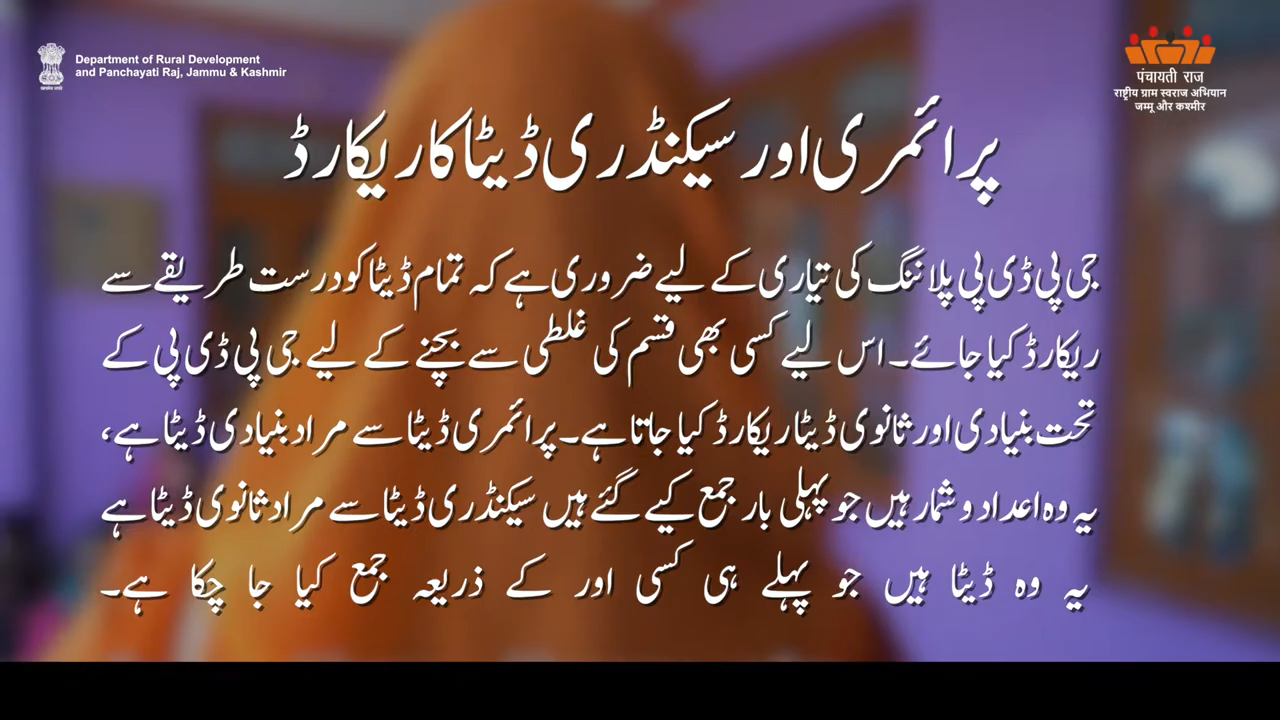 Department of Rural Development
and Panchayati Raj, Jammu & Kashmir
पंचायती राज
राष्ट्रीय ग्राम स्वराज अभियान
जम्मू और कश्मीर
پرائمری اور سیکنڈری ڈیٹا کا ریکارڈ
جی پی ڈی پی پلاننگ کی تیاری کے لیے ضروری ہے کہ تمام ڈیٹا کو درست طریقے سے
ریکارڈ کیا جائے۔ اس لیے کسی بھی قسم کی غلطی سے بچنے کے لیے جی پی ڈی پی کے
تحت بنیادی اور ثانوی ڈیٹا ریکارڈ کیا جاتا ہے۔ پرائمری ڈیٹا سے مراد بنیادی ڈیٹا ہے،
یہ وہ اعداد و شمار ہیں جو پہلی بار جمع کیے گئے ہیں سیکنڈری ڈیٹا سے مراد ثانوی ڈیٹا ہے
یہ وہ ڈیٹا ہیں جو پہلے ہی کسی اور کے ذریعہ جمع کیا جا چکا ہے۔